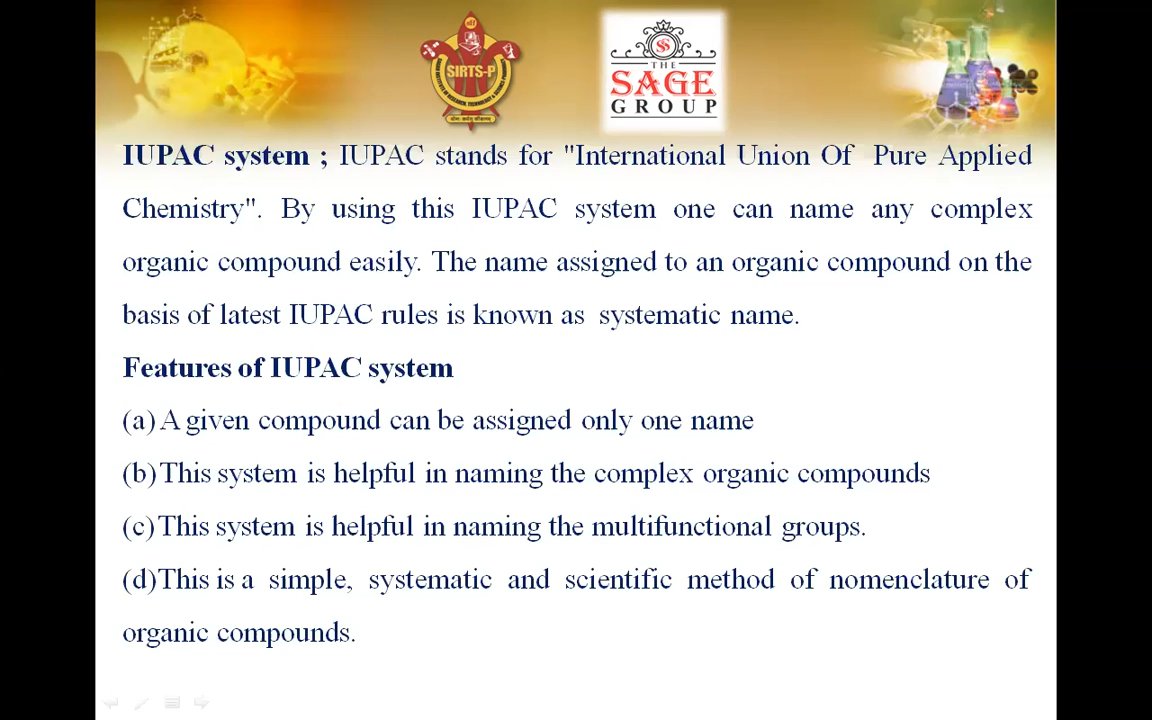 SIRTS-P
THE
SAGE
GROUP
IUPAC system ; IUPAC stands for "International Union Of Pure Applied
Chemistry". By using this IUPAC system one can name any complex
organic compound easily. The name assigned to an organic compound on the
basis of latest IUPAC rules is known as systematic name.
Features of IUPAC system
(a) A given compound can be assigned only one name
(b) This system is helpful in naming the complex organic compounds
(c) This system is helpful in naming the multifunctional groups.
(d)This is a simple, systematic and scientific method of nomenclature of
organic compounds.